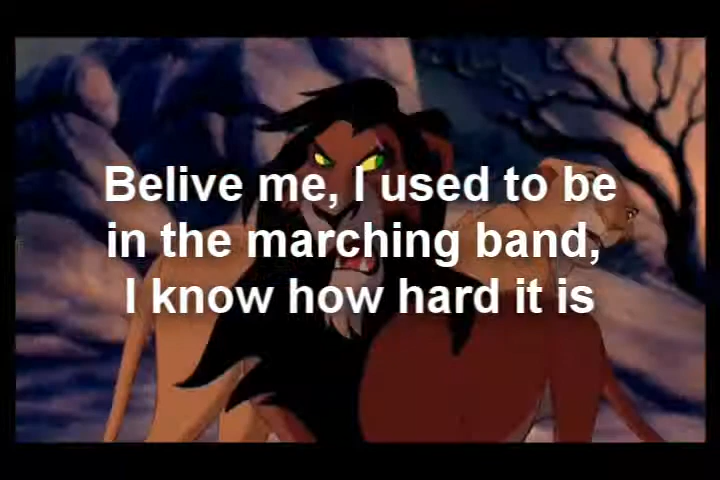 Belive me, I used to be
in the marching band,
I know how hard it is